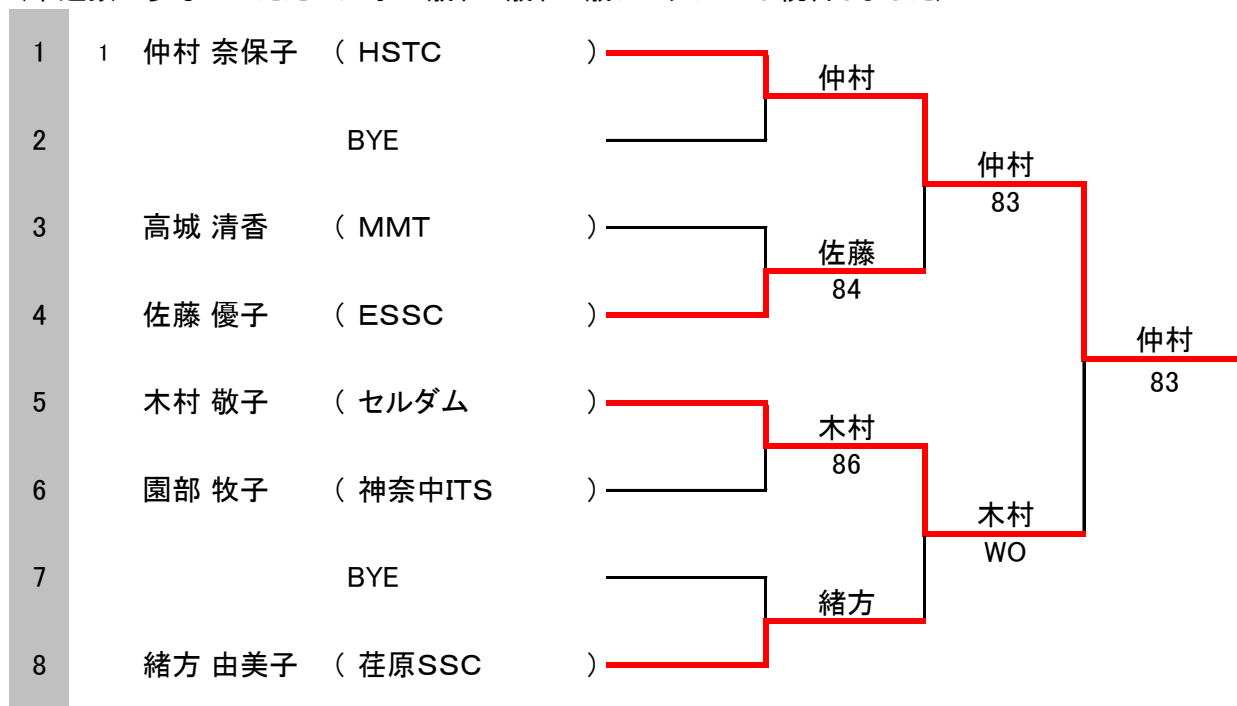 1 1 仲村 奈保子 ( HSTC )
仲村
2 BYE
仲村
83
3 高城 清香 ( MMT )
佐藤
84
4 佐藤 優子 ( ESSC )
仲村
83
5 木村 敬子 ( セルダム )
木村
86
6 園部 牧子 ( 神奈中ITS )
木村
WO
7 BYE
緒方
8 緒方 由美子 ( 荏原SSC )